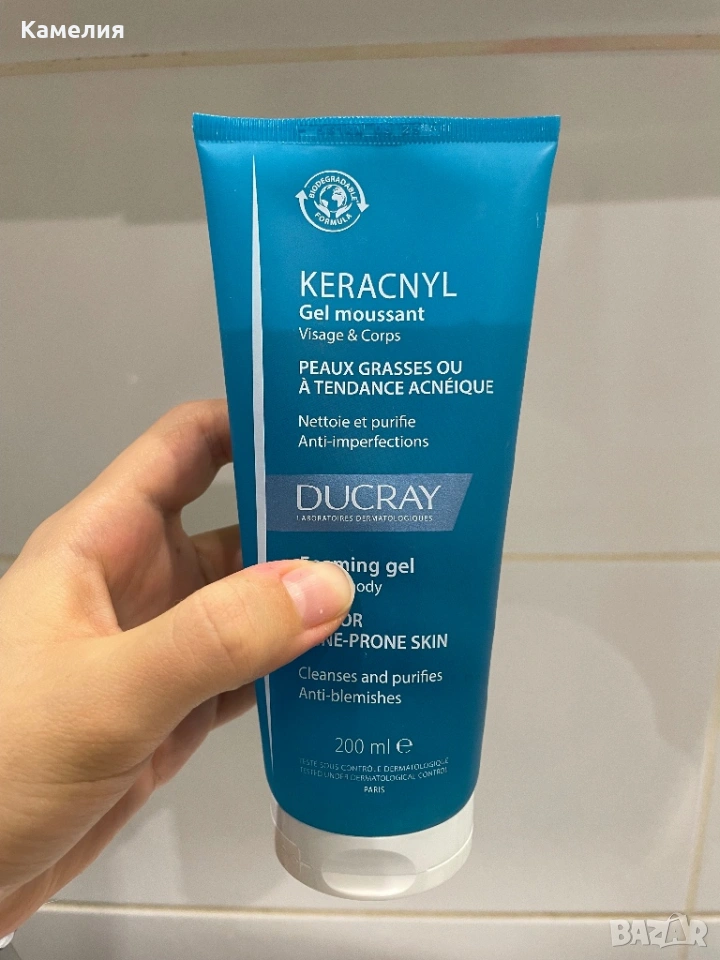 Камелия
BIODEGRADABLE
FORMULA
KERACNYL
Gel moussant
Visage & Corps
PEAUX GRASSES OU
À TENDANCE ACNÉIQUE
Nettoie et purifie
Anti-imperfections
DUCRAY
LABORATOIRES DERMATOLOGIQUES
gel
SKIN
Cleanses and purifies
Anti-blemishes
200 ml e
TESTÉ SOUS CONTRÔLE DERMATOLOGIQUE
TESTED UNDER DERMATOLOGICAL CONTROL
PARIS
BAZAR